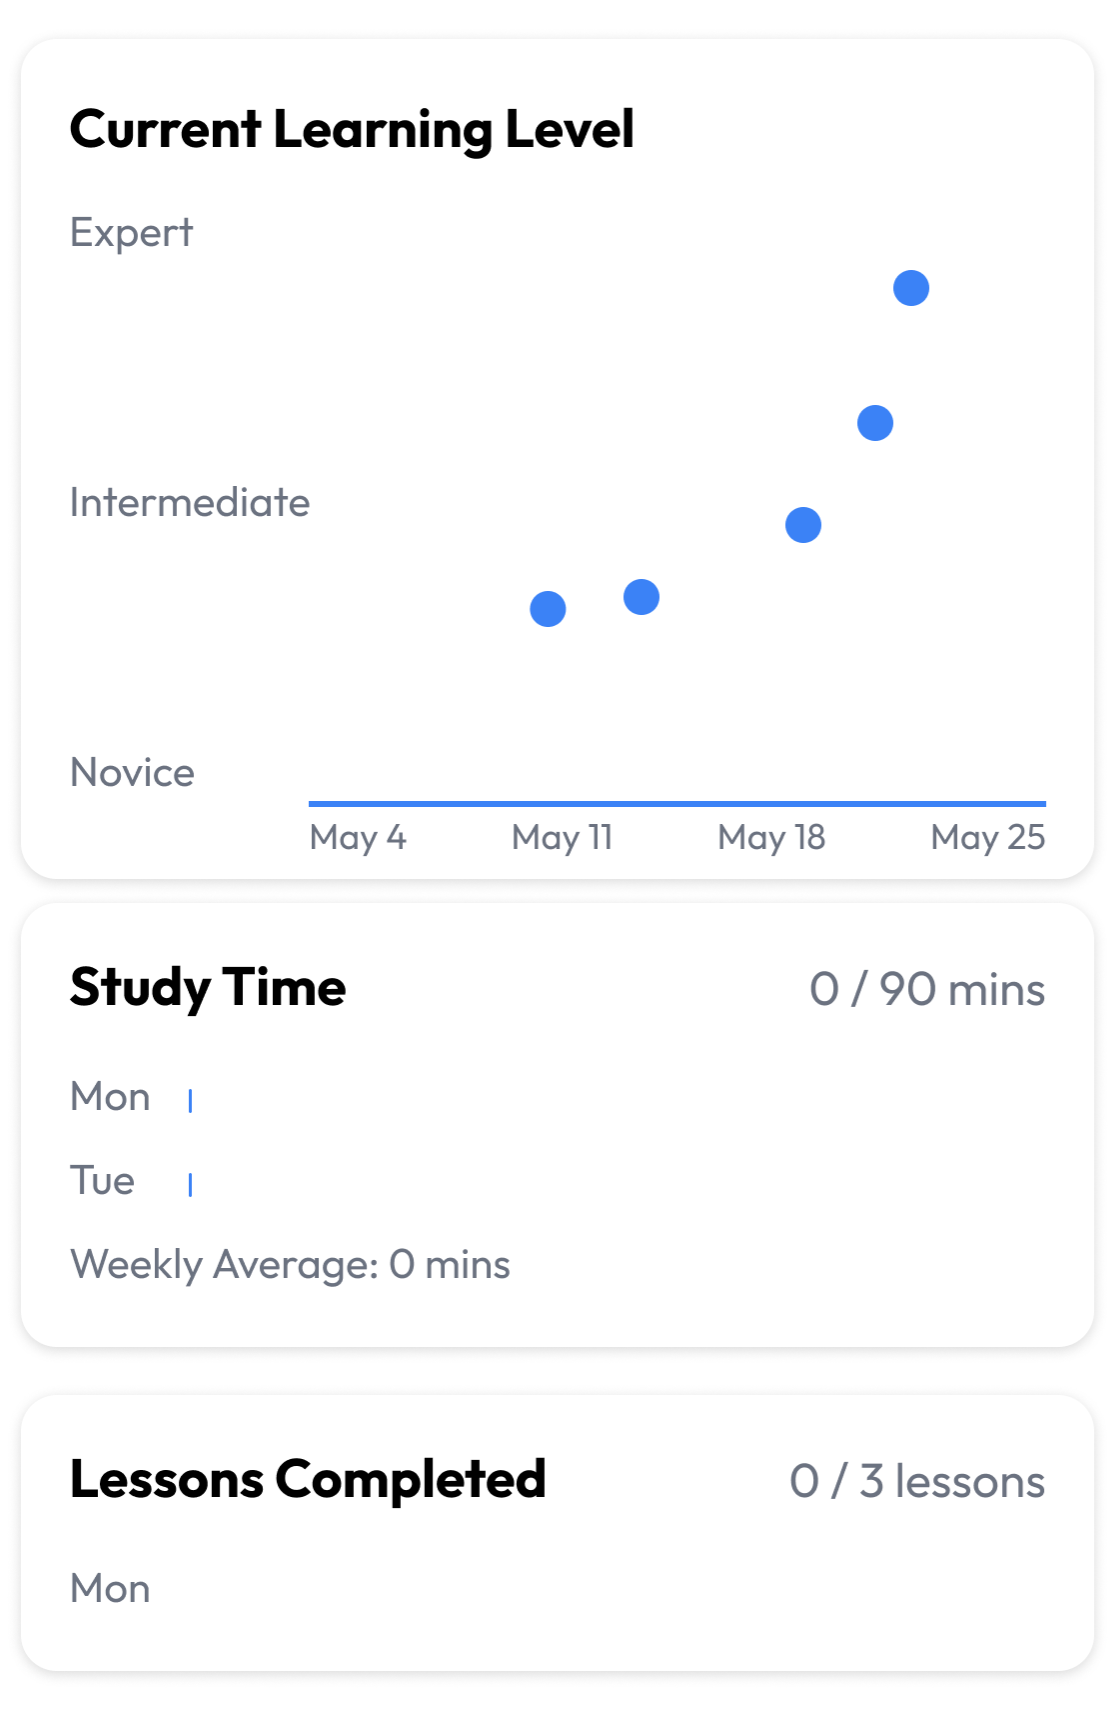 Current Learning Level
Expert
Intermediate
Novice
May 4 May 11 May 18 May 25
Study Time 0 / 90 mins
Mon
Tue
Weekly Average: 0 mins
Lessons Completed 0 / 3 lessons
Mon